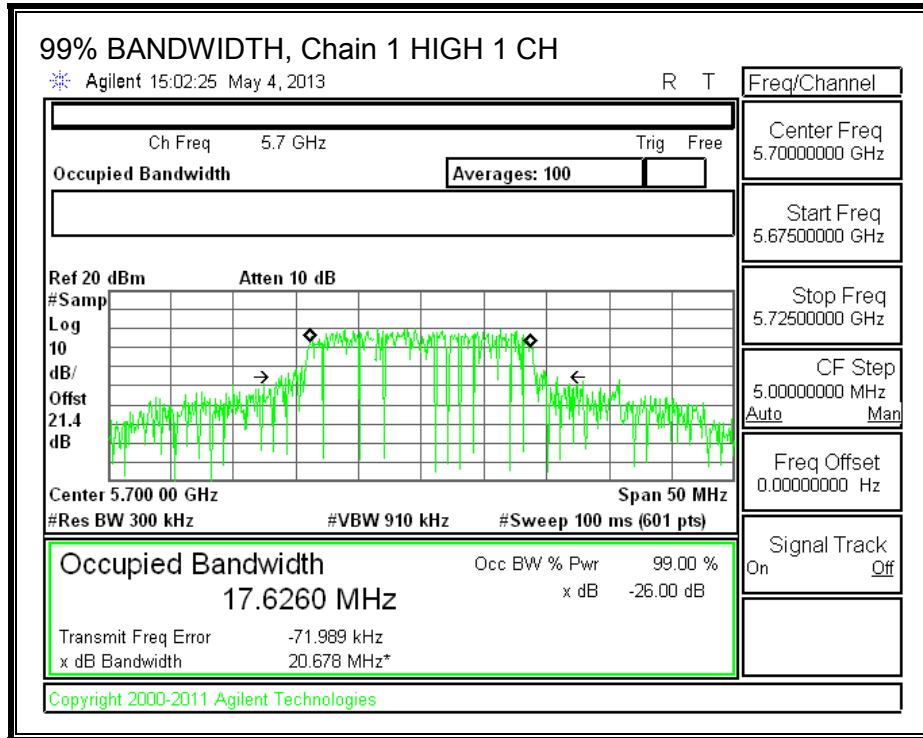 99% BANDWIDTH, Chain 1 HIGH 1 CH
Agilent 15:02:25 May 4, 2013 R T
Freq/Channel
Ch Freq 5.7 GHz Trig Free
Occupied Bandwidth Averages: 100
Center Freq
5.70000000 GHz
Start Freq
5.67500000 GHz
Stop Freq
5.72500000 GHz
CF Step
5.00000000 MHz
Auto Man
Freq Offset
0.00000000 Hz
Signal Track
On Off
Ref 20 dBm Atten 10 dB
#Samp
Log
10
dB/
Offst
21.4
dB
Center 5.700 00 GHz Span 50 MHz
#Res BW 300 kHz #VBW 910 kHz #Sweep 100 ms (601 pts)
Occupied Bandwidth
17.6260 MHz
Occ BW % Pwr 99.00 %
x dB -26.00 dB
Transmit Freq Error -71.989 kHz
x dB Bandwidth 20.678 MHz*
Copyright 2000-2011 Agilent Technologies